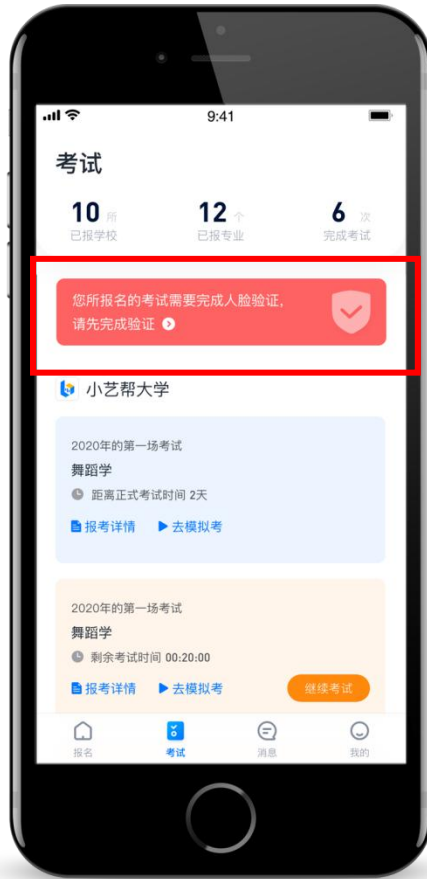 9:41
考试
10 所 12 个 6 次
已报学校 已报专业 完成考试
您所报名的考试需要完成人脸验证,
请先完成验证
小艺帮大学
2020年的第一场考试
舞蹈学
距离正式考试时间 2天
报考详情 去模拟考
2020年的第一场考试
舞蹈学
剩余考试时间 00:20:00
报考详情 去模拟考 继续考试
报名 考试 消息 我的